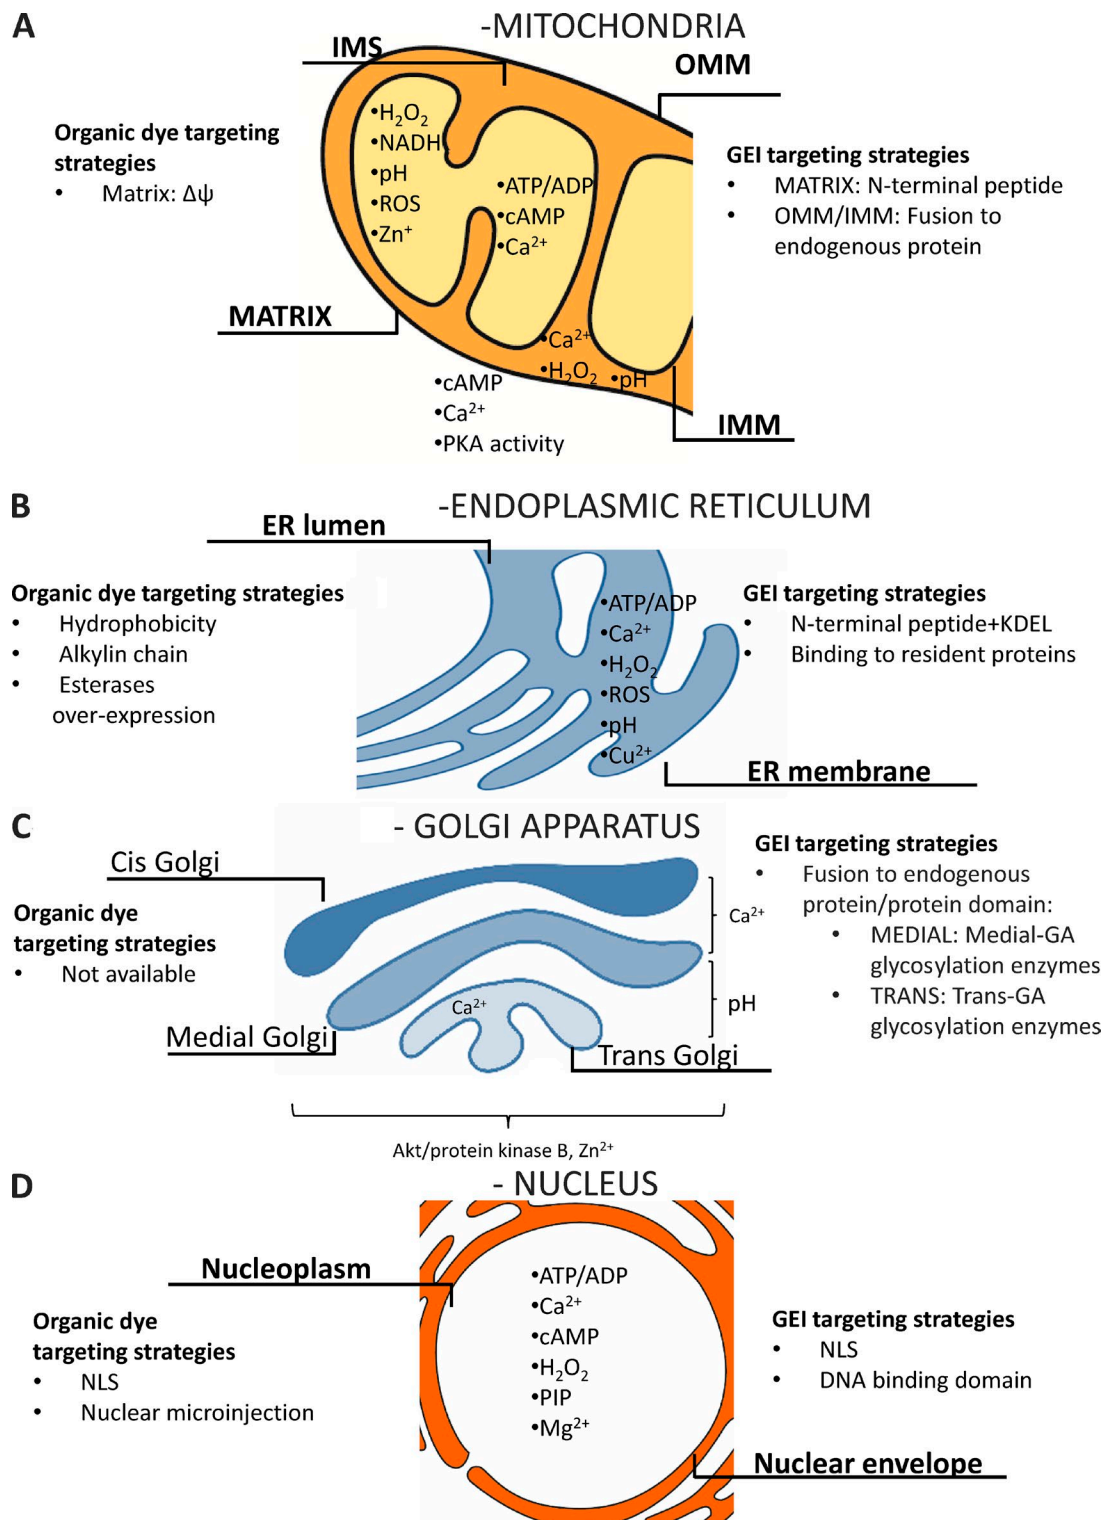 A
-MITOCHONDRIA
IMS
OMM
Organic dye targeting
strategies
• Matrix: Δψ
•H₂O₂
•NADH
•pH
•ROS
•Zn⁺
•ATP/ADP
•cAMP
•Ca²⁺
GEI targeting strategies
• MATRIX: N-terminal peptide
• OMM/IMM: Fusion to
endogenous protein
MATRIX
•Ca²⁺
•H₂O₂
•pH
•cAMP
•Ca²⁺
•PKA activity
IMM
B
-ENDOPLASMIC RETICULUM
ER lumen
Organic dye targeting strategies
• Hydrophobicity
• Alkylin chain
• Esterases
over-expression
•ATP/ADP
•Ca²⁺
•H₂O₂
•ROS
•pH
•Cu²⁺
GEI targeting strategies
• N-terminal peptide+KDEL
• Binding to resident proteins
ER membrane
C
- GOLGI APPARATUS
Cis Golgi
Organic dye
targeting strategies
• Not available
Ca²⁺
pH
Ca²⁺
GEI targeting strategies
• Fusion to endogenous
protein/protein domain:
• MEDIAL: Medial-GA
glycosylation enzymes
• TRANS: Trans-GA
glycosylation enzymes
Medial Golgi
Trans Golgi
Akt/protein kinase B, Zn²⁺
D
- NUCLEUS
Nucleoplasm
Organic dye
targeting strategies
• NLS
• Nuclear microinjection
•ATP/ADP
•Ca²⁺
•cAMP
•H₂O₂
•PIP
•Mg²⁺
GEI targeting strategies
• NLS
• DNA binding domain
Nuclear envelope